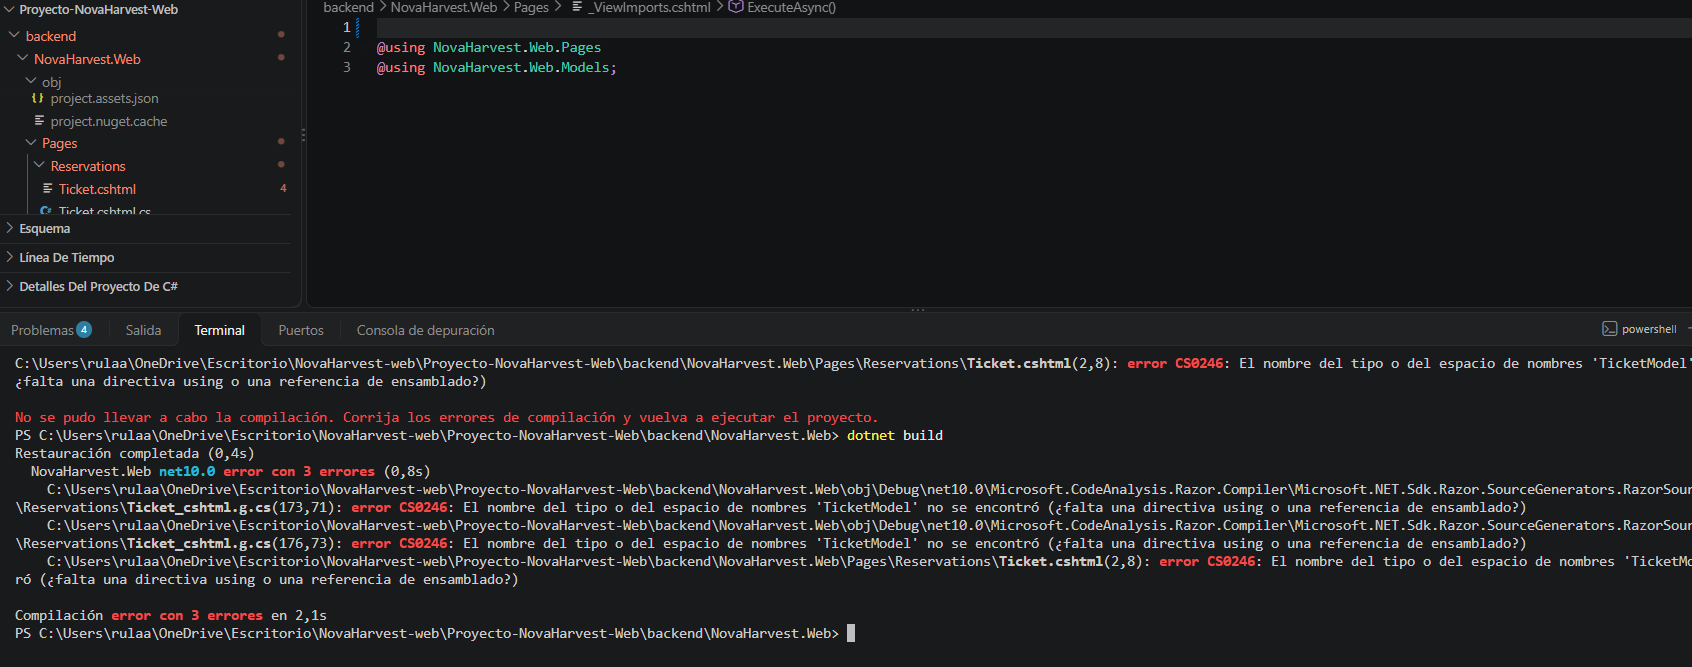 Proyecto-NovaHarvest-Web
backend
NovaHarvest.Web
obj
project.assets.json
project.nuget.cache
Pages
Reservations
Ticket.cshtml 4
Ticket.cshtml.cs
Esquema
Línea De Tiempo
Detalles Del Proyecto De C#
backend > NovaHarvest.Web > Pages > _ViewImports.cshtml > ExecuteAsync()
1
2 @using NovaHarvest.Web.Pages
3 @using NovaHarvest.Web.Models;
Problemas 4 Salida Terminal Puertos Consola de depuración powershell
C:\Users\rulaa\OneDrive\Escritorio\NovaHarvest-web\Proyecto-NovaHarvest-Web\backend\NovaHarvest.Web\Pages\Reservations\Ticket.cshtml(2,8): error CS0246: El nombre del tipo o del espacio de nombres 'TicketModel'
¿falta una directiva using o una referencia de ensamblado?)
No se pudo llevar a cabo la compilación. Corrija los errores de compilación y vuelva a ejecutar el proyecto.
PS C:\Users\rulaa\OneDrive\Escritorio\NovaHarvest-web\Proyecto-NovaHarvest-Web\backend\NovaHarvest.Web> dotnet build
Restauración completada (0,4s)
NovaHarvest.Web net10.0 error con 3 errores (0,8s)
C:\Users\rulaa\OneDrive\Escritorio\NovaHarvest-web\Proyecto-NovaHarvest-Web\backend\NovaHarvest.Web\obj\Debug\net10.0\Microsoft.CodeAnalysis.Razor.Compiler\Microsoft.NET.Sdk.Razor.SourceGenerators.RazorSour
\Reservations\Ticket_cshtml.g.cs(173,71): error CS0246: El nombre del tipo o del espacio de nombres 'TicketModel' no se encontró (¿falta una directiva using o una referencia de ensamblado?)
C:\Users\rulaa\OneDrive\Escritorio\NovaHarvest-web\Proyecto-NovaHarvest-Web\backend\NovaHarvest.Web\obj\Debug\net10.0\Microsoft.CodeAnalysis.Razor.Compiler\Microsoft.NET.Sdk.Razor.SourceGenerators.RazorSour
\Reservations\Ticket_cshtml.g.cs(176,73): error CS0246: El nombre del tipo o del espacio de nombres 'TicketModel' no se encontró (¿falta una directiva using o una referencia de ensamblado?)
C:\Users\rulaa\OneDrive\Escritorio\NovaHarvest-web\Proyecto-NovaHarvest-Web\backend\NovaHarvest.Web\Pages\Reservations\Ticket.cshtml(2,8): error CS0246: El nombre del tipo o del espacio de nombres 'TicketMo
ró (¿falta una directiva using o una referencia de ensamblado?)
Compilación error con 3 errores en 2,1s
PS C:\Users\rulaa\OneDrive\Escritorio\NovaHarvest-web\Proyecto-NovaHarvest-Web\backend\NovaHarvest.Web>